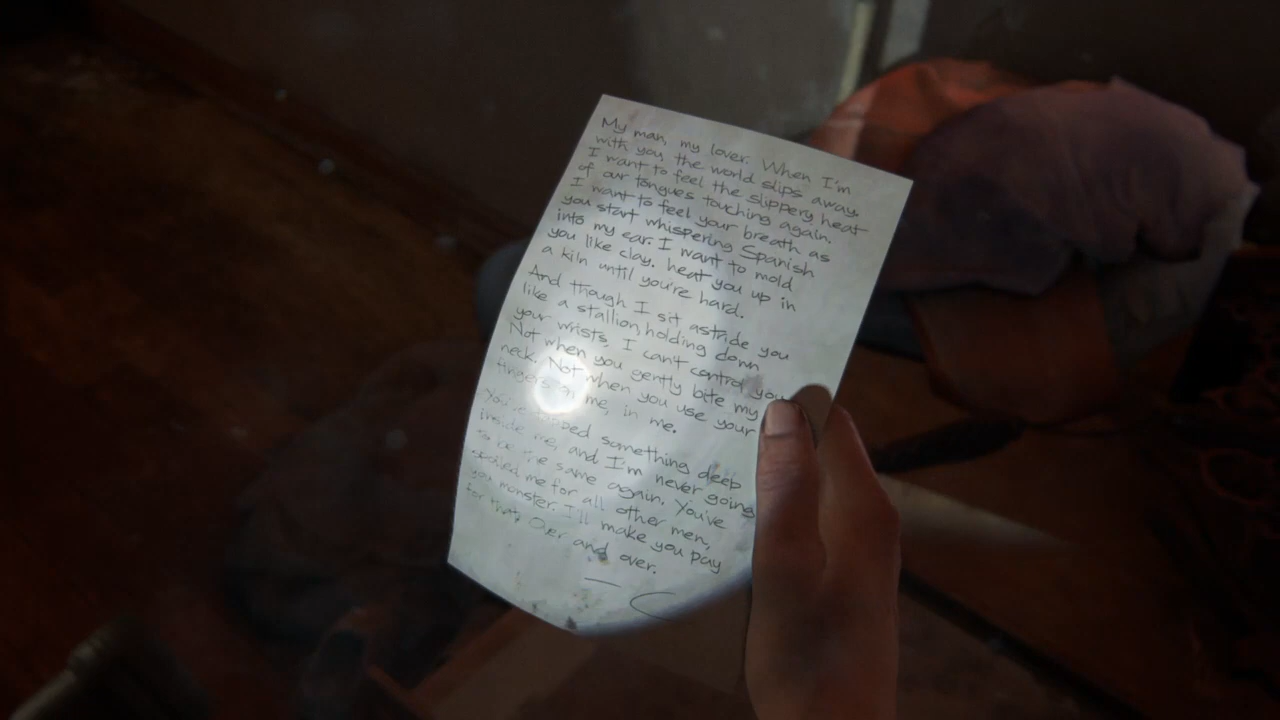 My man, my lover. When I'm
with you, the world slips away.
I want to feel the slippery heat
of our tongues touching again.
I want to feel your breath as
you start whispering Spanish
into my ear. I want to mold
you like clay. heat you up in
a kiln until you're hard.
And though I sit astride you
like a stallion, holding down
your wrists, I can't control you
Not when you gently bite my
neck. Not when you use your
fingers on me, in me.
You've something deep
inside me, and I'm never going
to be the same again, You've
spoiled me for all other men,
you monster. I'll make you pay
for that. Over and over.
— C